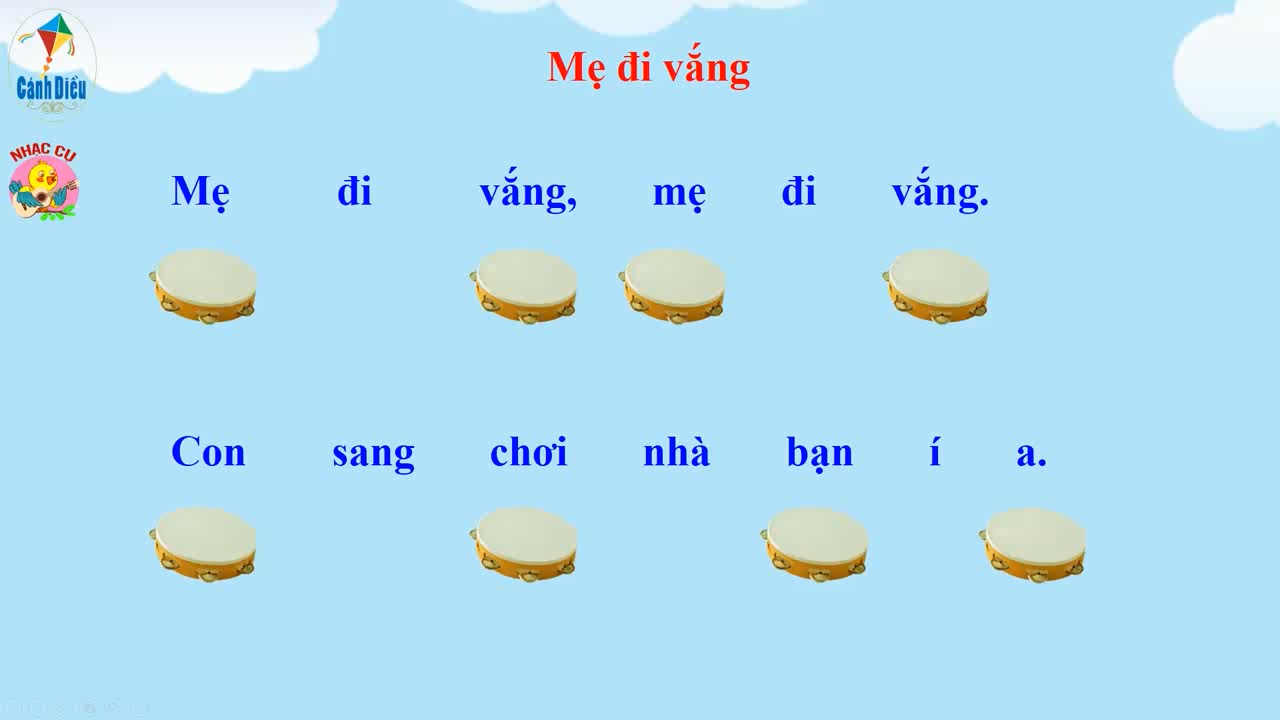 Cánh Diều
Mẹ đi vắng
NHẠC CỤ
Mẹ đi vắng, mẹ đi vắng.
Con sang chơi nhà bạn í a.